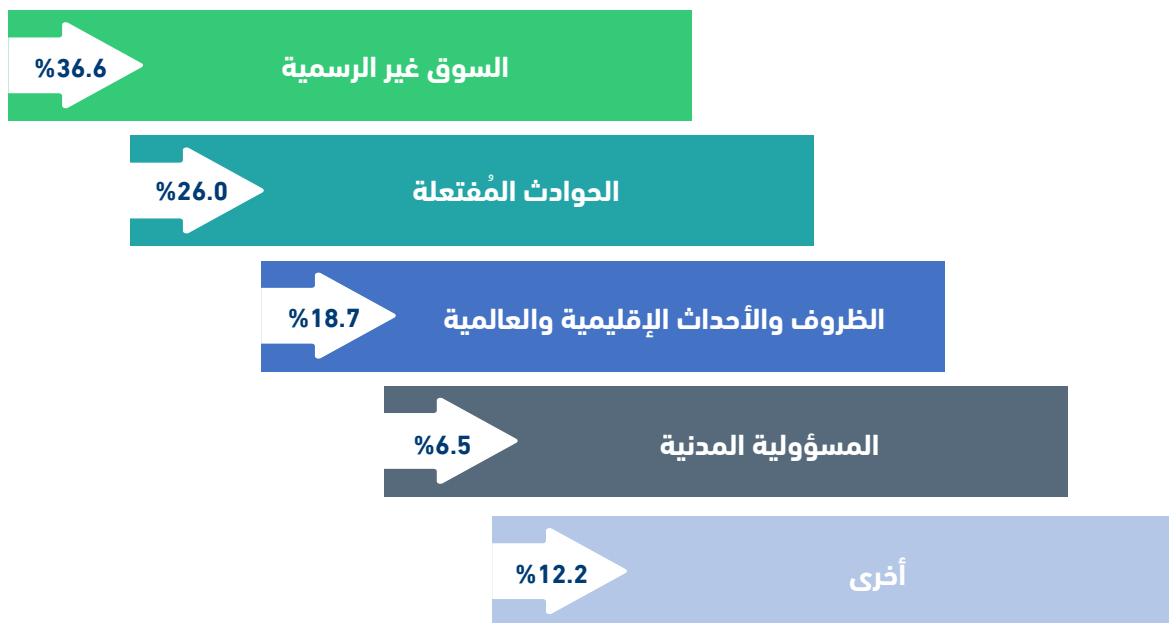 السوق غير الرسمية
%36.6
الحوادث المُفتعلة
%26.0
الظروف والأحداث الإقليمية والعالمية
%18.7
المسؤولية المدنية
%6.5
أخرى
%12.2